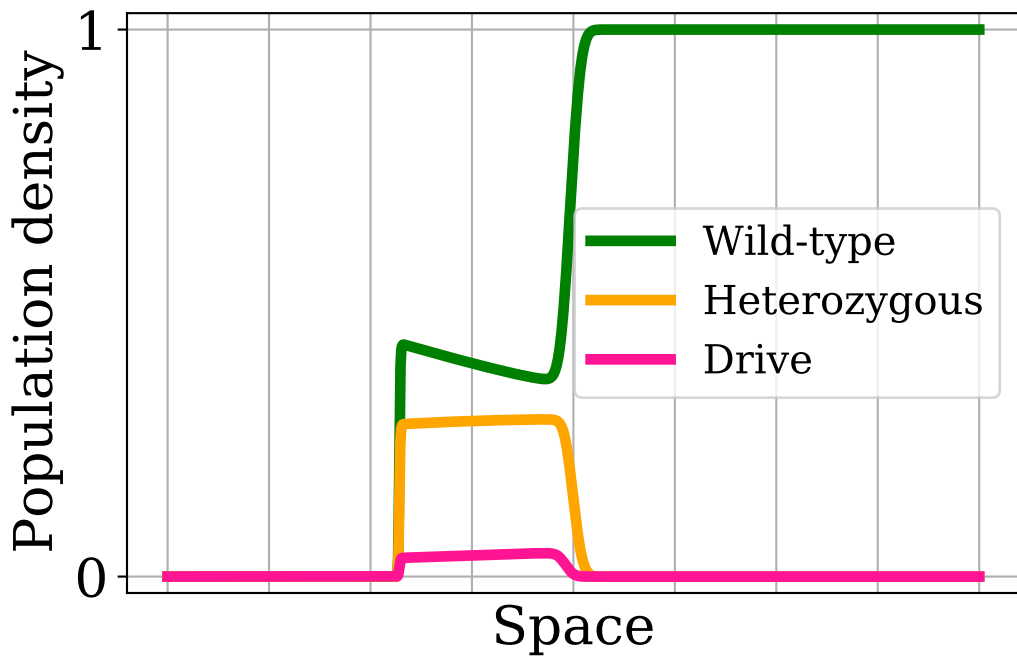 Population density
1
0
Wild-type
Heterozygous
Drive
Space